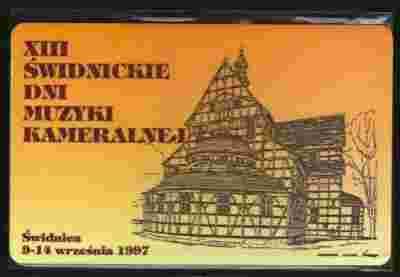 XIII
ŚWIDNICKIE
DNI
MUZYKI
KAMERALNEJ
Świdnica
9-14 września 1997